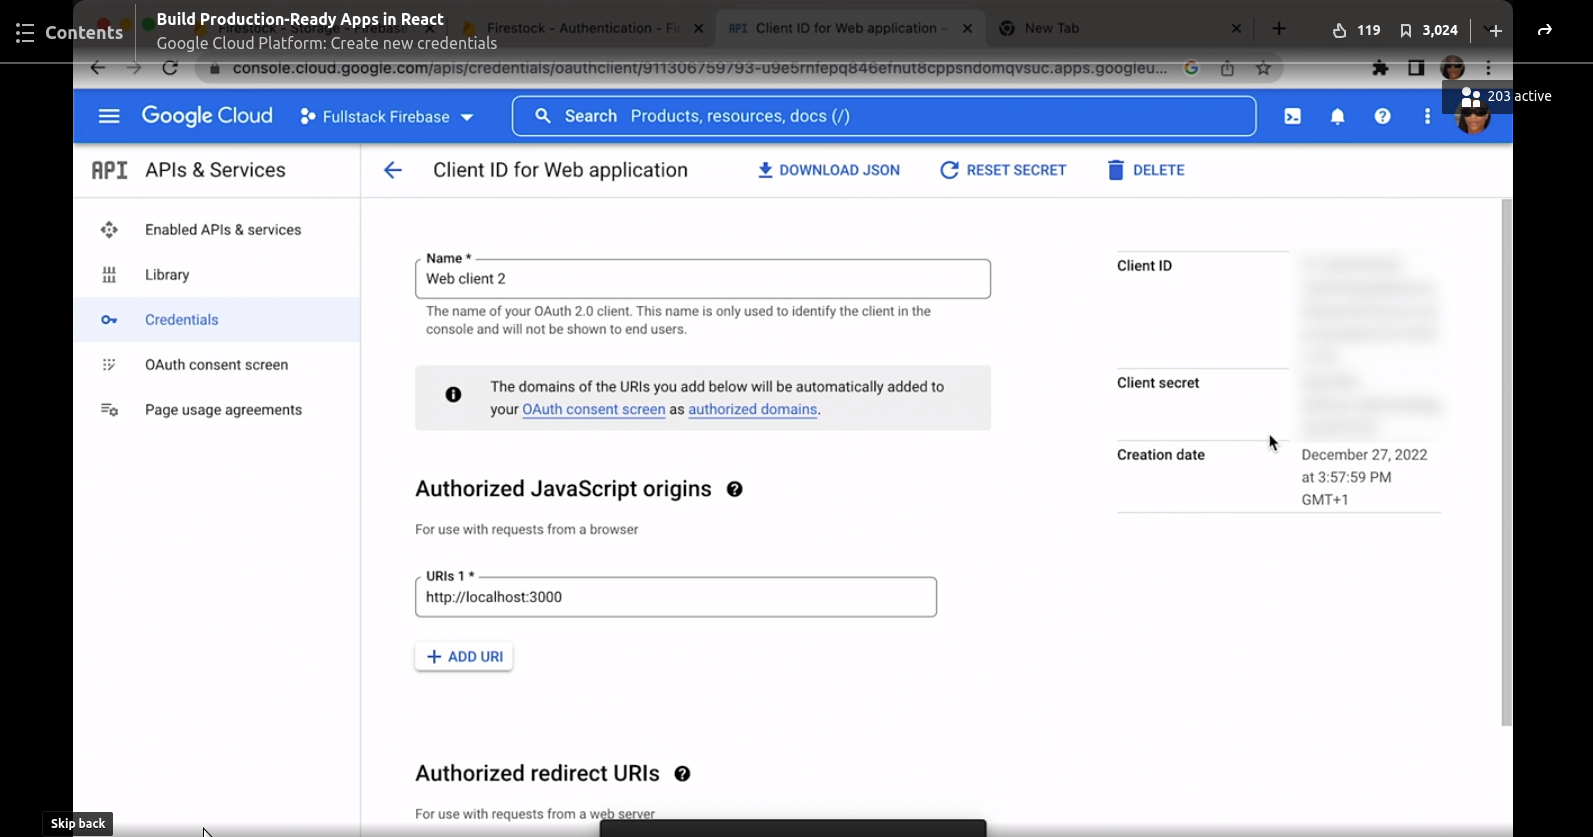 Contents
Build Production-Ready Apps in React
Google Cloud Platform: Create new credentials
119
3,024
Firestock - Storage - Firebase
Firestock - Authentication - Fir
API Client ID for Web application –
New Tab
console.cloud.google.com/apis/credentials/oauthclient/911306759793-u9e5rnfepq846efnut8cppsndomqvsuc.apps.googleu...
203 active
Google Cloud
Fullstack Firebase
Search Products, resources, docs (/)
API APIs & Services
Client ID for Web application
DOWNLOAD JSON
RESET SECRET
DELETE
Enabled APIs & services
Library
Credentials
OAuth consent screen
Page usage agreements
Name *
Web client 2
The name of your OAuth 2.0 client. This name is only used to identify the client in the
console and will not be shown to end users.
The domains of the URIs you add below will be automatically added to
your OAuth consent screen as authorized domains.
Authorized JavaScript origins
For use with requests from a browser
URIs 1 *
http://localhost:3000
+ ADD URI
Authorized redirect URIs
For use with requests from a web server
Client ID
Client secret
Creation date
December 27, 2022
at 3:57:59 PM
GMT+1
Skip back